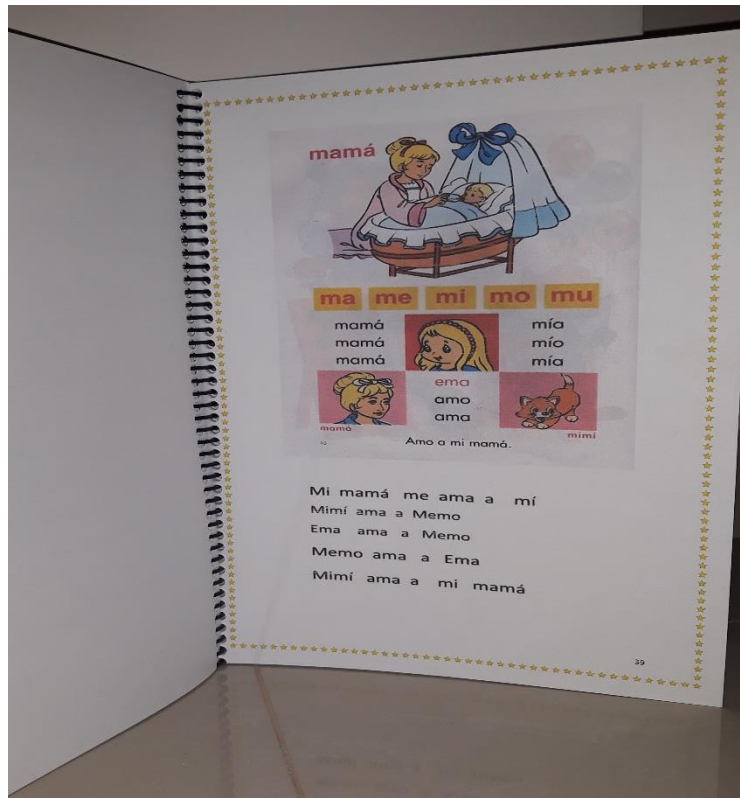 mamá
ma me mi mo mu
mamá mía
mamá mío
mamá mía
ema
amo
ama
mamá
mimí
Amo a mi mamá.
Mi mamá me ama a mí
Mimí ama a Memo
Ema ama a Memo
Memo ama a Ema
Mimí ama a mi mamá
39